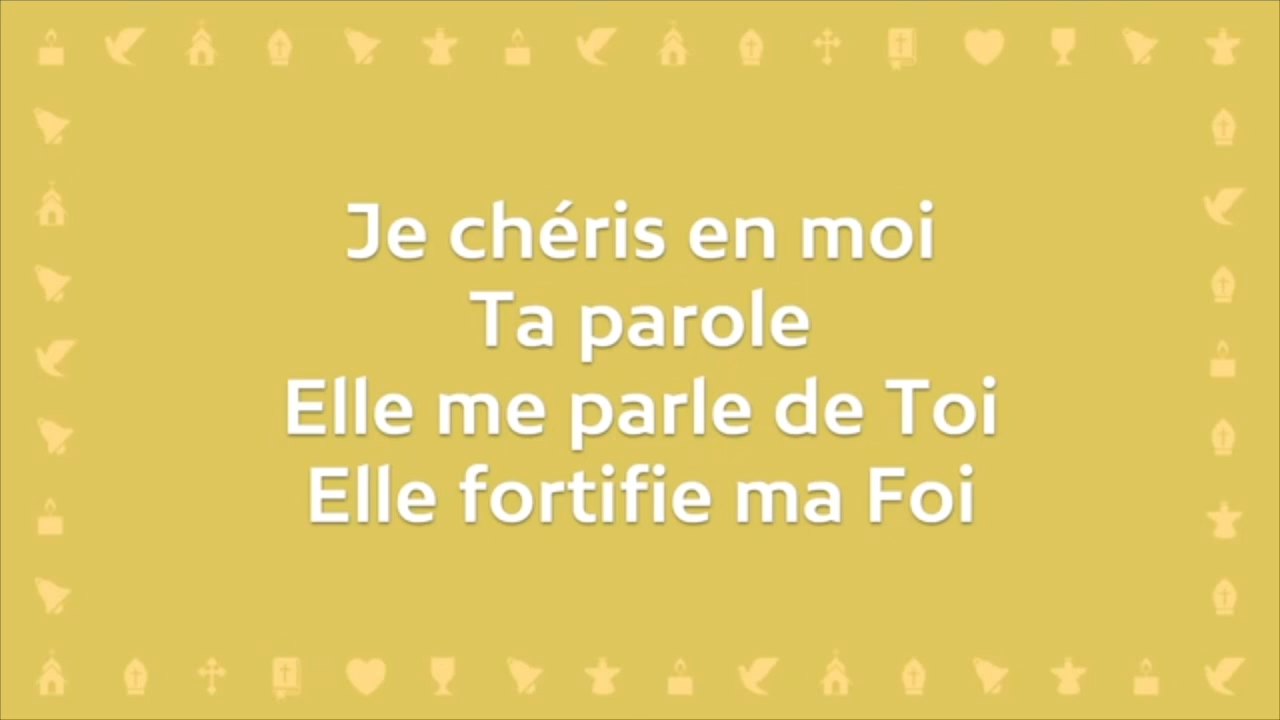 Je chéris en moi
Ta parole
Elle me parle de Toi
Elle fortifie ma Foi